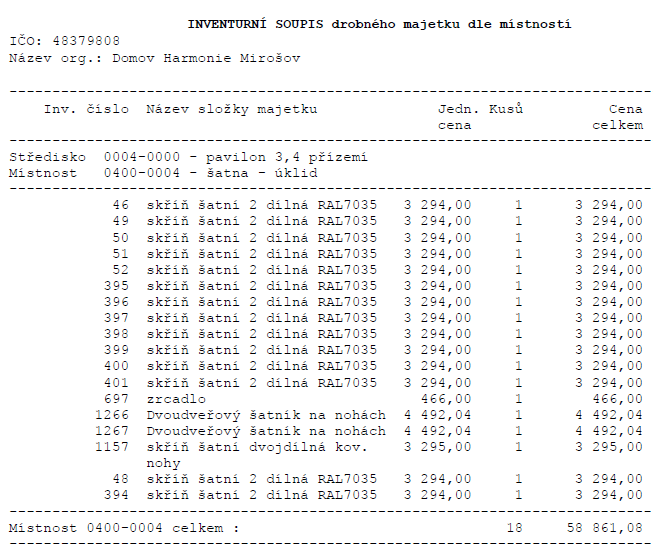 INVENTURNÍ SOUPIS drobného majetku dle místností
IČO: 48379808
Název org.: Domov Harmonie Mirošov
Inv. číslo Název složky majetku Jedn. Kusů Cena
cena celkem
Středisko 0004-0000 - pavilon 3,4 přízemí
Místnost 0400-0004 - šatna - úklid
46 skříň šatní 2 dílná RAL7035 3 294,00 1 3 294,00
49 skříň šatní 2 dílná RAL7035 3 294,00 1 3 294,00
50 skříň šatní 2 dílná RAL7035 3 294,00 1 3 294,00
51 skříň šatní 2 dílná RAL7035 3 294,00 1 3 294,00
52 skříň šatní 2 dílná RAL7035 3 294,00 1 3 294,00
395 skříň šatní 2 dílná RAL7035 3 294,00 1 3 294,00
396 skříň šatní 2 dílná RAL7035 3 294,00 1 3 294,00
397 skříň šatní 2 dílná RAL7035 3 294,00 1 3 294,00
398 skříň šatní 2 dílná RAL7035 3 294,00 1 3 294,00
399 skříň šatní 2 dílná RAL7035 3 294,00 1 3 294,00
400 skříň šatní 2 dílná RAL7035 3 294,00 1 3 294,00
401 skříň šatní 2 dílná RAL7035 3 294,00 1 3 294,00
697 zrcadlo 466,00 1 466,00
1266 Dvoudveřový šatník na nohách 4 492,04 1 4 492,04
1267 Dvoudveřový šatník na nohách 4 492,04 1 4 492,04
1157 skříň šatní dvojdílná kov. 3 295,00 1 3 295,00
nohy
48 skříň šatní 2 dílná RAL7035 3 294,00 1 3 294,00
394 skříň šatní 2 dílná RAL7035 3 294,00 1 3 294,00
Místnost 0400-0004 celkem : 18 58 861,08